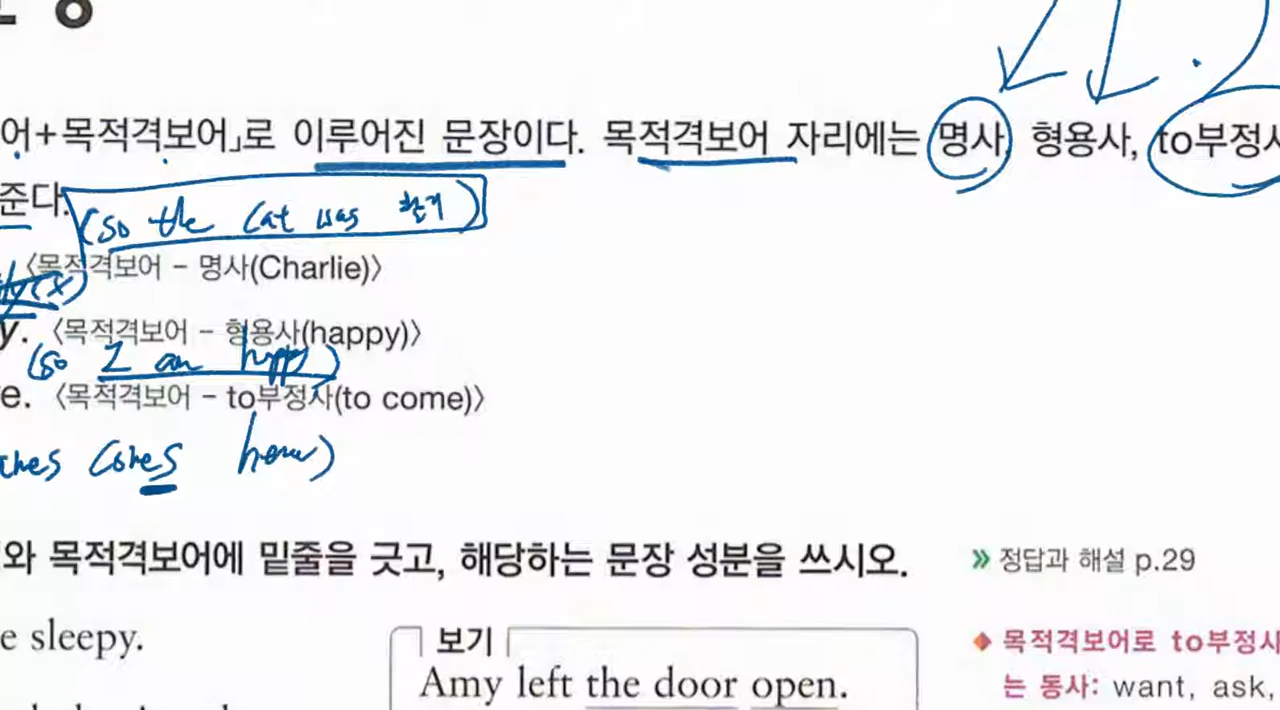 어+목적격보어」로 이루어진 문장이다. 목적격보어 자리에는 명사, 형용사, to부정사
준다.
(so the cat was 찰리)
〈목적격보어 – 명사(Charlie)〉
y. 〈목적격보어 – 형용사(happy)〉
(so I am happy)
e. 〈목적격보어 – to부정사(to come)〉
comes home)
와 목적격보어에 밑줄을 긋고, 해당하는 문장 성분을 쓰시오.
» 정답과 해설 p.29
e sleepy.
보기
Amy left the door open.
목적격보어로 to부정사
는 동사: want, ask,